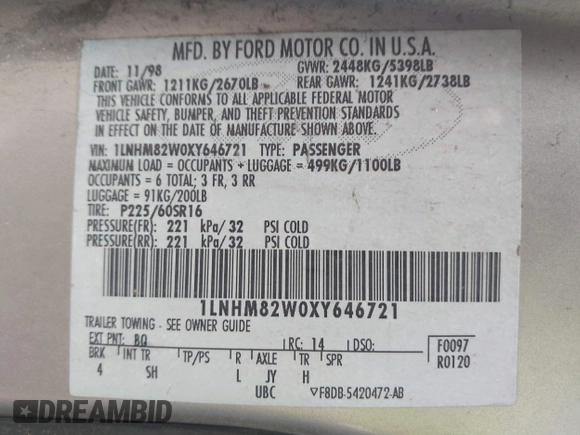 MFD. BY FORD MOTOR CO. IN U.S.A.
DATE: 11/98 GVWR: 2448KG/5398LB
FRONT GAWR: 1211KG/2670LB REAR GAWR: 1241KG/2738LB
THIS VEHICLE CONFORMS TO ALL APPLICABLE FEDERAL MOTOR
VEHICLE SAFETY, BUMPER, AND THEFT PREVENTION STANDARDS
IN EFFECT ON THE DATE OF MANUFACTURE SHOWN ABOVE.
VIN: 1LNHM82W0XY646721 TYPE: PASSENGER
MAXIMUM LOAD = OCCUPANTS + LUGGAGE = 499KG/1100LB
OCCUPANTS = 6 TOTAL; 3 FR, 3 RR
LUGGAGE = 91KG/200LB
TIRE: P225/60SR16
PRESSURE(FR): 221 kPa/ 32 PSI COLD
PRESSURE(RR): 221 kPa/ 32 PSI COLD
1LNHM82W0XY646721
TRAILER TOWING - SEE OWNER GUIDE
EXT PNT: BQ RC: 14 DSO: F0097
BRK INT TR TP/PS R AXLE TR SPR R0120
4 SH L JY H
UBC F8DB-5420472-AB
DREAMBID